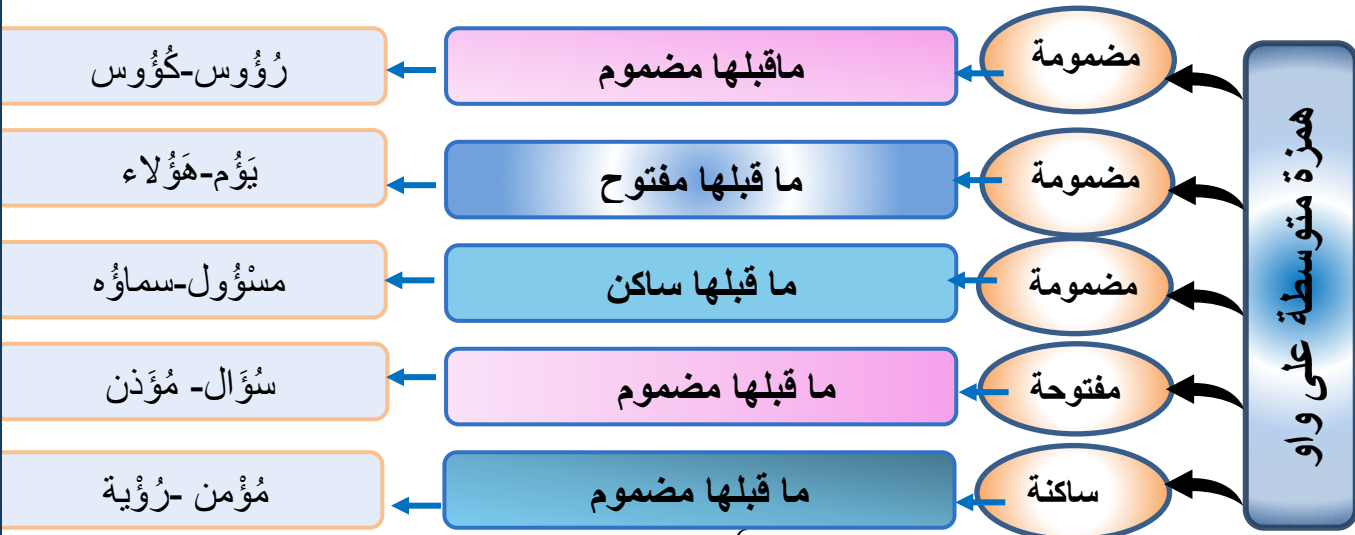 همزة متوسطة على واو
مضمومة
ماقبلها مضموم
رُؤُوس-كُؤُوس
مضمومة
ما قبلها مفتوح
يَؤُم-هَؤُلاء
مضمومة
ما قبلها ساكن
مسْؤُول-سماؤُه
مفتوحة
ما قبلها مضموم
سُؤَال- مُؤَذن
ساكنة
ما قبلها مضموم
مُؤْمن -رُؤْية